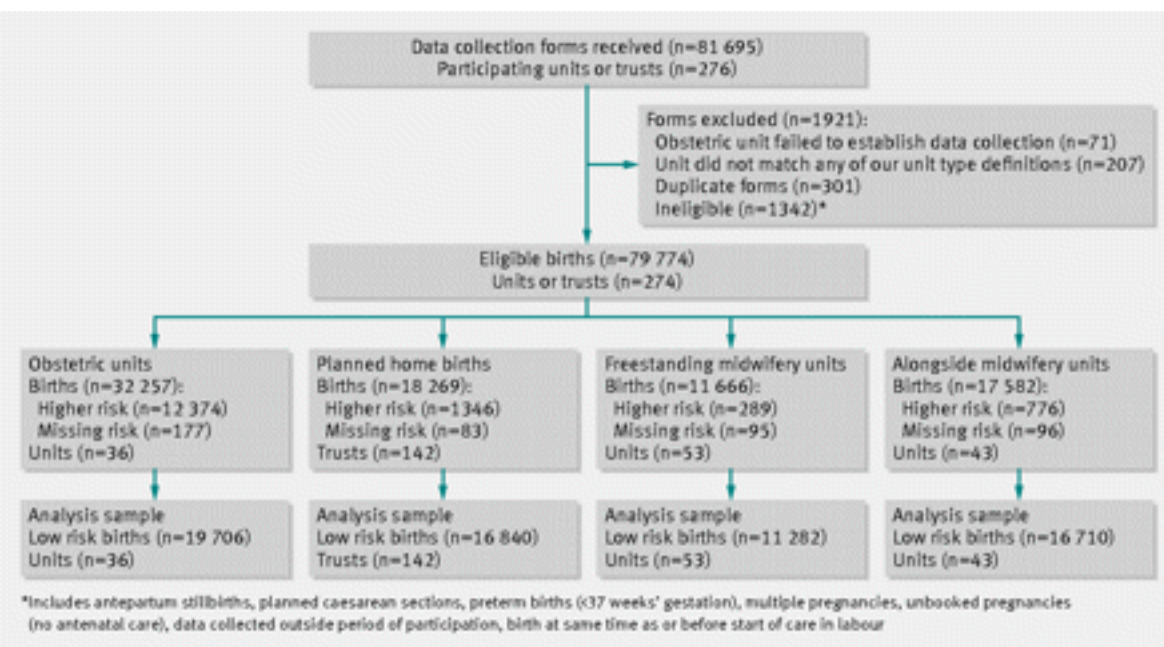 Data collection forms received (n=81 695)
Participating units or trusts (n=276)
Forms excluded (n=1921):
Obstetric unit failed to establish data collection (n=71)
Unit did not match any of our unit type definitions (n=207)
Duplicate forms (n=301)
Ineligible (n=1342)*
Eligible births (n=79 774)
Units or trusts (n=274)
Obstetric units
Births (n=32 257):
Higher risk (n=12 374)
Missing risk (n=177)
Units (n=36)
Planned home births
Births (n=18 269):
Higher risk (n=1346)
Missing risk (n=83)
Trusts (n=142)
Freestanding midwifery units
Births (n=11 666):
Higher risk (n=289)
Missing risk (n=95)
Units (n=53)
Alongside midwifery units
Births (n=17 582):
Higher risk (n=776)
Missing risk (n=96)
Units (n=43)
Analysis sample
Low risk births (n=19 706)
Units (n=36)
Analysis sample
Low risk births (n=16 840)
Trusts (n=142)
Analysis sample
Low risk births (n=11 282)
Units (n=53)
Analysis sample
Low risk births (n=16 710)
Units (n=43)
*Includes antepartum stillbirths, planned caesarean sections, preterm births (<37 weeks' gestation), multiple pregnancies, unbooked pregnancies
(no antenatal care), data collected outside period of participation, birth at same time as or before start of care in labour